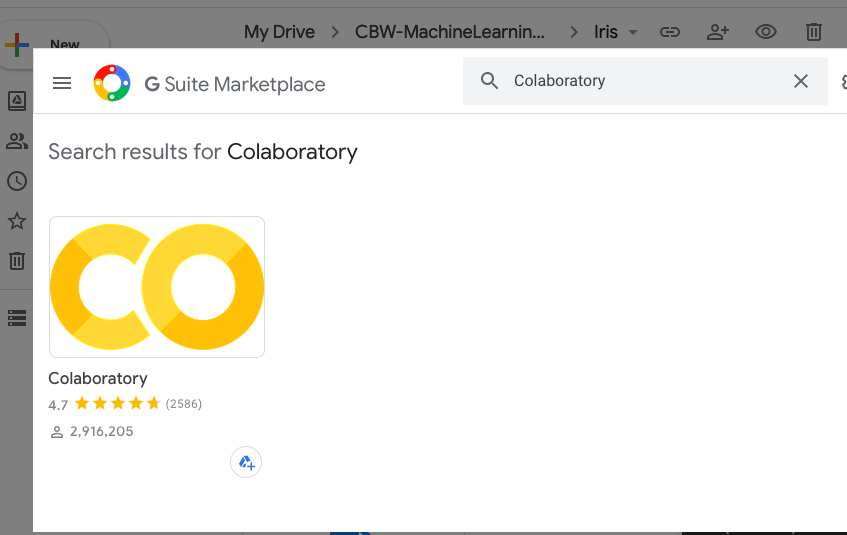 New
My Drive > CBW-MachineLearnin... > Iris
G Suite Marketplace
Colaboratory
Search results for Colaboratory
CO
Colaboratory
4.7 (2586)
2,916,205